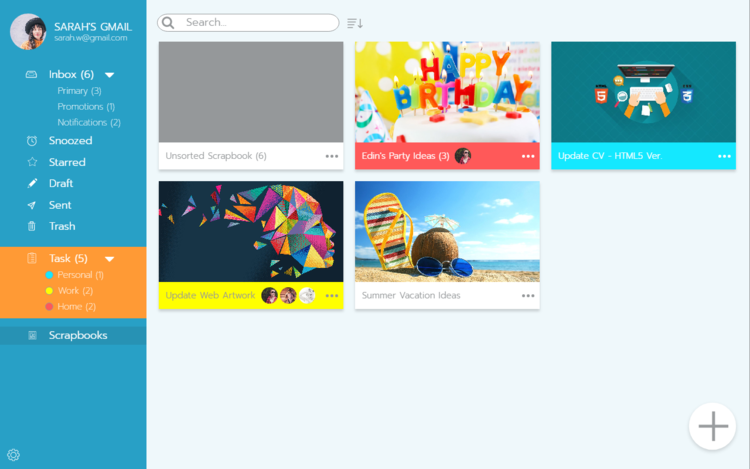 SARAH'S GMAIL
sarah.w@gmail.com
Inbox (6)
Primary (3)
Promotions (1)
Notifications (2)
Snoozed
Starred
Draft
Sent
Trash
Task (5)
Personal (1)
Work (2)
Home (2)
Scrapbooks
Search...
Unsorted Scrapbook (6)
HAPPY
BIRTHDAY
Edin's Party Ideas (3)
5
3
Update CV - HTML5 Ver.
Update Web Artwork
Summer Vacation Ideas